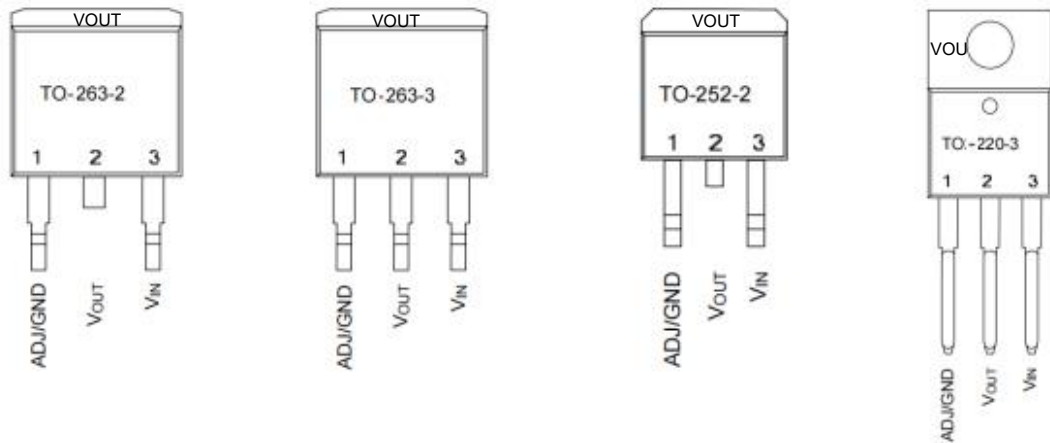 VOUT
TO-263-2
1 2 3
ADJ/GND
VOUT
VIN
VOUT
TO-263-3
1 2 3
ADJ/GND
VOUT
VIN
VOUT
TO-252-2
1 2 3
ADJ/GND
VOUT
VIN
VOU
TO:-220-3
1 2 3
ADJ/GND
VOUT
VIN